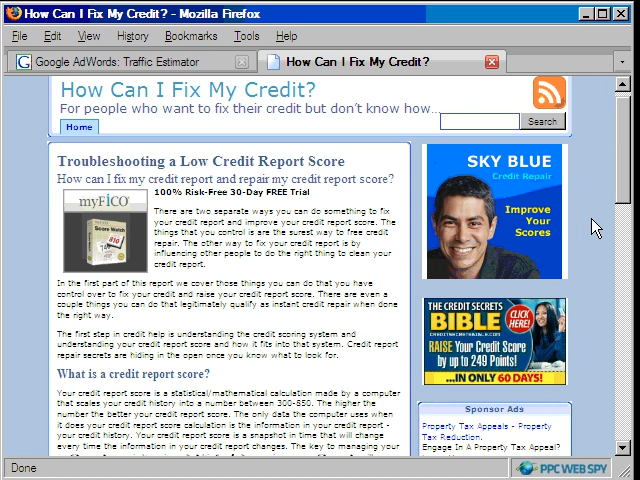 How Can I Fix My Credit? - Mozilla Firefox
File Edit View History Bookmarks Tools Help
Google AdWords: Traffic Estimator
How Can I Fix My Credit?
How Can I Fix My Credit?
For people who want to fix their credit but don't know how...
Search
Home
Troubleshooting a Low Credit Report Score
How can I fix my credit report and repair my credit report score?
myFICO
Score Watch
810
100% Risk-Free 30-Day FREE Trial
There are two separate ways you can do something to fix
your credit report and improve your credit report score. The
things that you control is are the surest way to free credit
repair. The other way to fix your credit report is by
influencing other people to do the right thing to clean your
credit report.
In the first part of this report we cover those things you can do that you have
control over to fix your credit and raise your credit report score. There are even a
couple things you can do that legitimately qualify as instant credit repair when done
the right way.
The first step in credit help is understanding the credit scoring system and
understanding your credit report score and how it fits into that system. Credit report
repair secrets are hiding in the open once you know what to look for.
What is a credit report score?
Your credit report score is a statistical/mathematical calculation made by a computer
that scales your credit history into a number between 300-850. The higher the
number the better your credit report score. The only data the computer uses when
it does your credit report score calculation is the information in your credit report -
your credit history. Your credit report score is a snapshot in time that will change
every time the information in your credit report changes. The key to managing your
SKY BLUE
Credit Repair
Improve
Your
Scores
THE CREDIT SECRETS
BIBLE
CREDITSECRETSBIBLE.COM
CLICK
HERE!
RAISE Your Credit Score
by up to 249 Points!
...IN ONLY 60 DAYS!
Sponsor Ads
Property Tax Appeals - Property
Tax Reduction.
Engage In A Property Tax Appeal?
Done
PPC WEB SPY